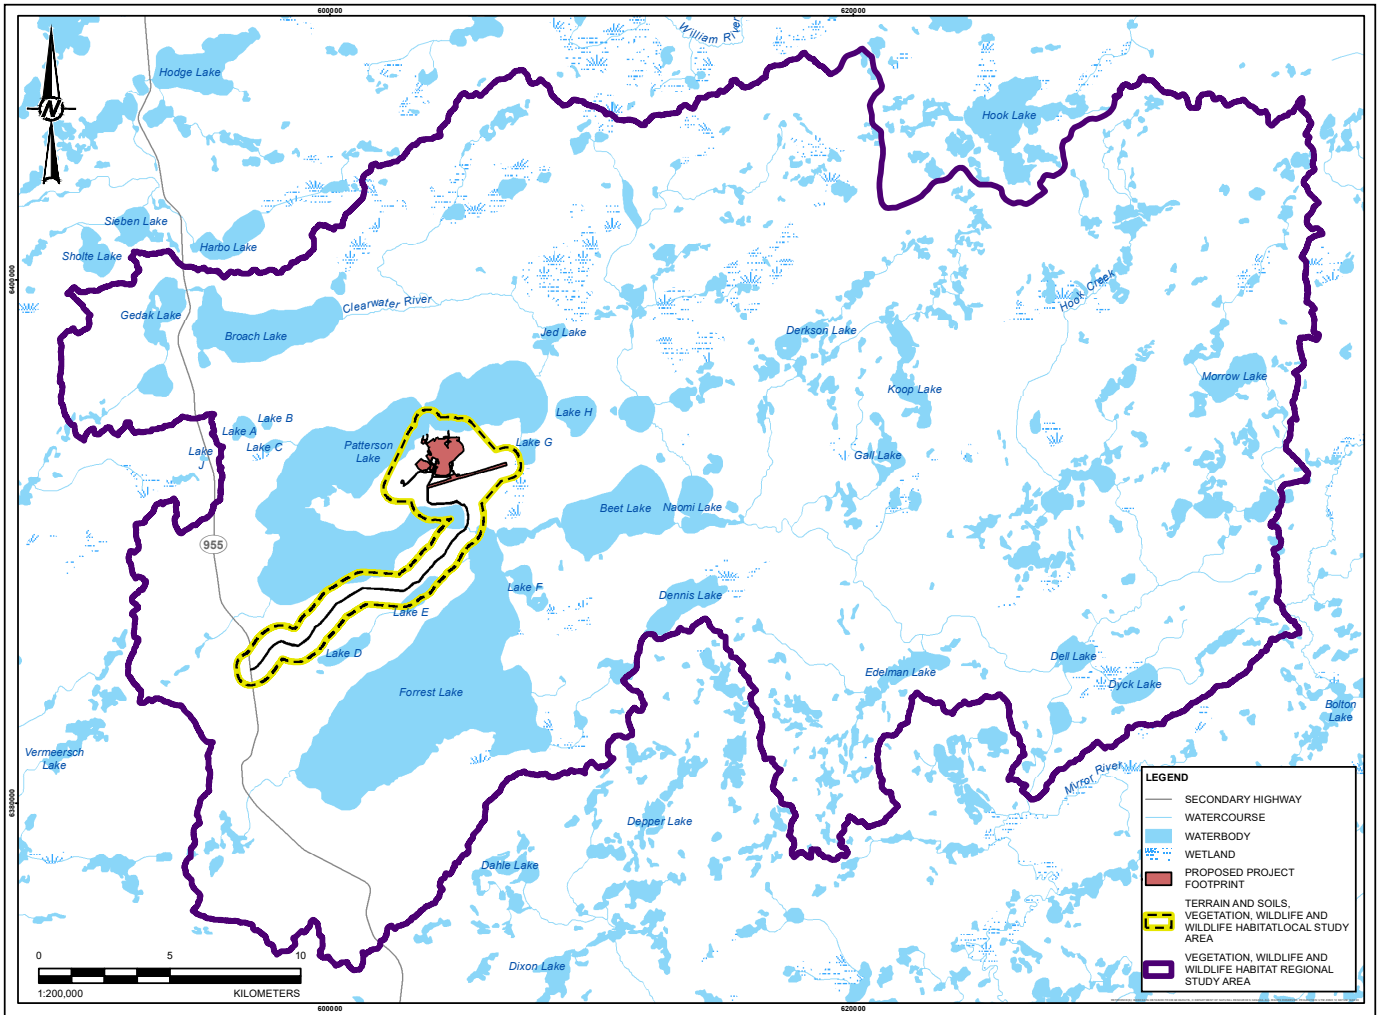 600000
620000
William River
Hodge Lake
N
Hook Lake
Sieben Lake
Harbo Lake
Sholte Lake
6400000
Hook Creek
Clearwater River
Gedak Lake
Broach Lake
Jed Lake
Derkson Lake
Morrow Lake
Koop Lake
Lake B
Lake H
Lake A
Lake C
Lake
J
Patterson
Lake
Lake G
Gall Lake
Beet Lake
Naomi Lake
955
Lake F
Dennis Lake
Lake E
Lake D
Dell Lake
Edelman Lake
Dyck Lake
Forrest Lake
Bolton
Lake
Vermeersch
Lake
Mirror River
6380000
Depper Lake
Dahle Lake
Dixon Lake
0
5
10
1:200,000
KILOMETERS
LEGEND
SECONDARY HIGHWAY
WATERCOURSE
WATERBODY
WETLAND
PROPOSED PROJECT
FOOTPRINT
TERRAIN AND SOILS,
VEGETATION, WILDLIFE AND
WILDLIFE HABITATLOCAL STUDY
AREA
VEGETATION, WILDLIFE AND
WILDLIFE HABITAT REGIONAL
STUDY AREA
600000
620000